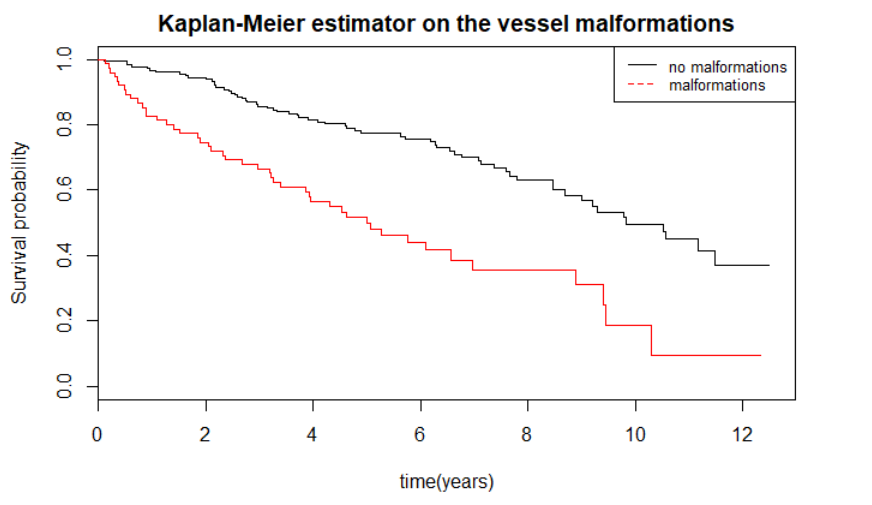 Kaplan-Meier estimator on the vessel malformations
no malformations
malformations
Survival probability
1.0
0.8
0.6
0.4
0.2
0.0
0 2 4 6 8 10 12
time(years)